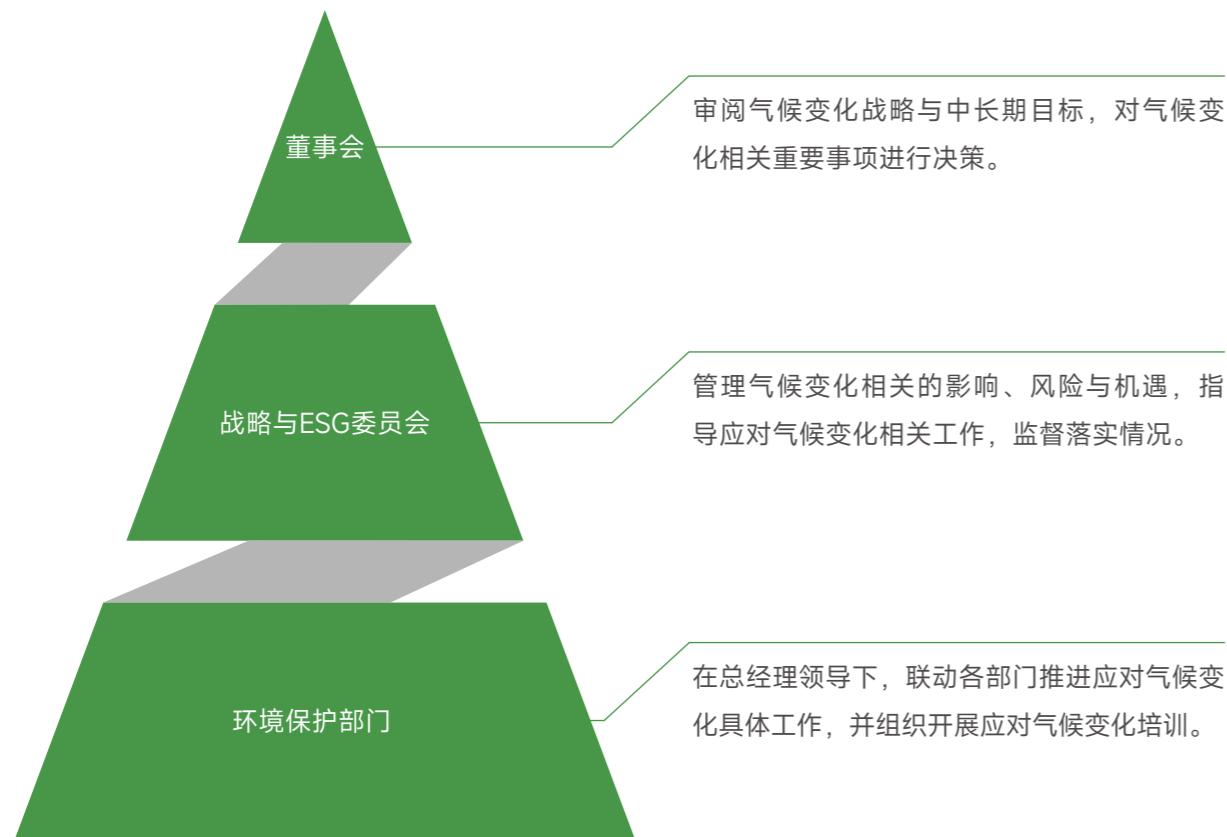 董事会
审阅气候变化战略与中长期目标，对气候变
化相关重要事项进行决策。
战略与ESG委员会
管理气候变化相关的影响、风险与机遇，指
导应对气候变化相关工作，监督落实情况。
环境保护部门
在总经理领导下，联动各部门推进应对气候变
化具体工作，并组织开展应对气候变化培训。